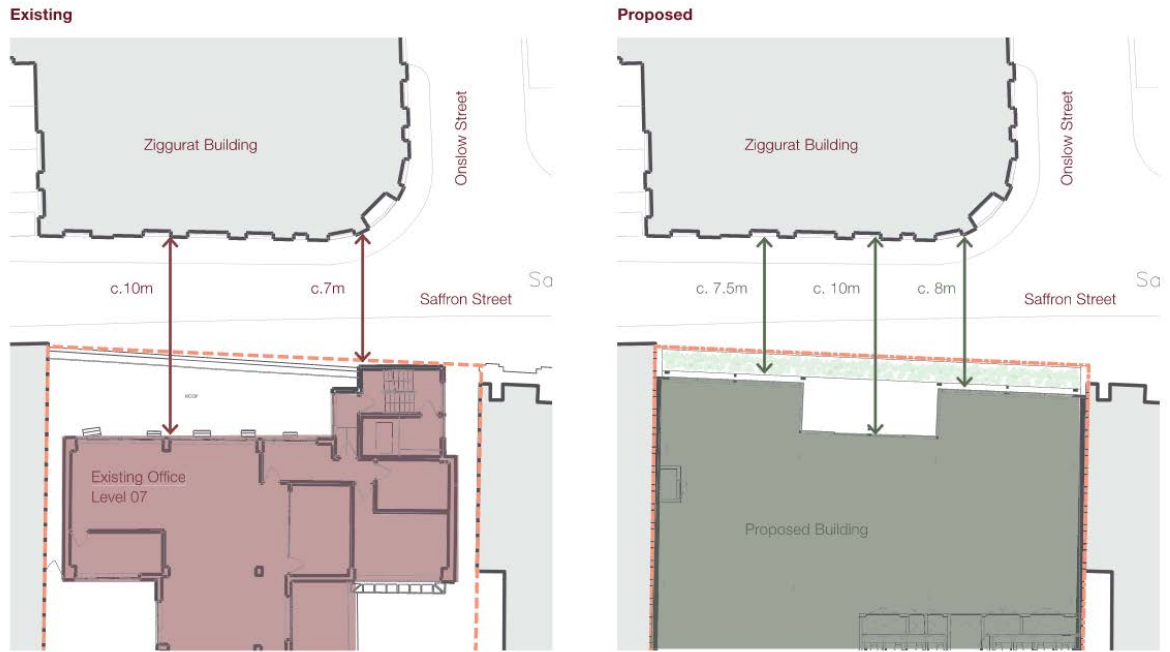 Existing
Proposed
Ziggurat Building
Onslow Street
Ziggurat Building
Onslow Street
c.10m
c.7m
Saffron Street
Sa
c. 7.5m
c. 10m
c. 8m
Saffron Street
Sa
Existing Office
Level 07
Proposed Building